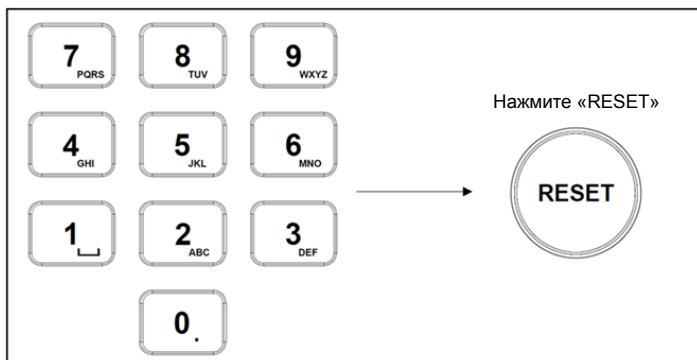 7 PQRS 8 TUV 9 WXYZ
Нажмите «RESET»
4 GHI 5 JKL 6 MNO
RESET
1 2 ABC 3 DEF
0 .